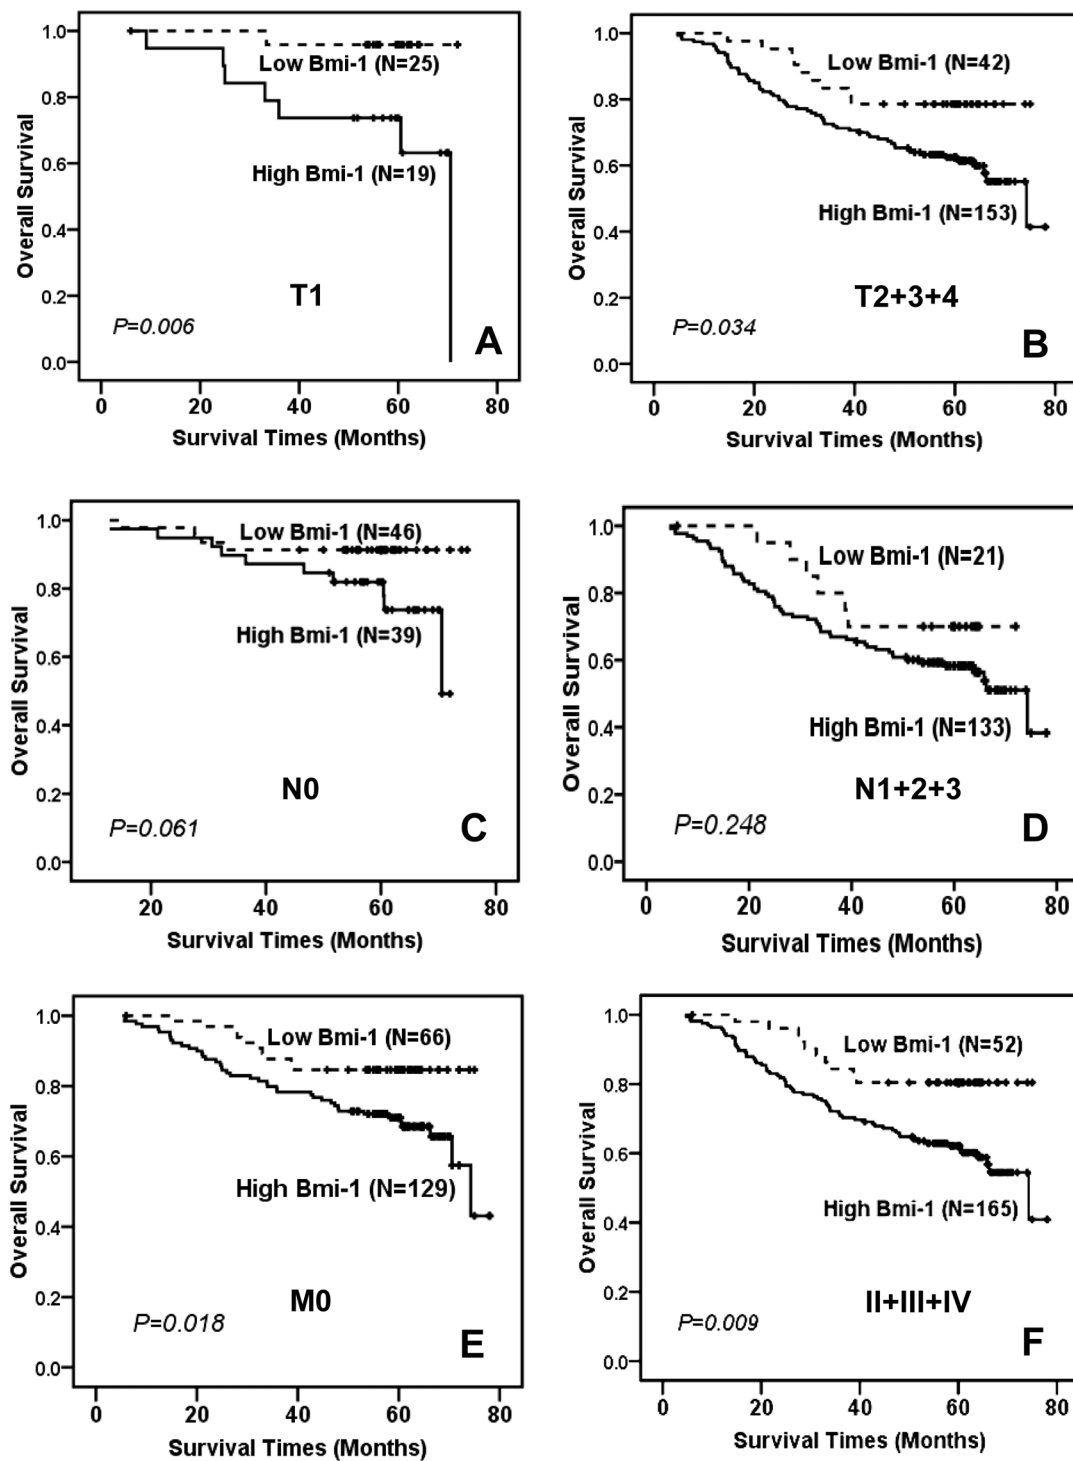 1.0
0.8
0.6
0.4
0.2
0.0
Overall Survival
Low Bmi-1 (N=25)
High Bmi-1 (N=19)
T1
P=0.006
A
0 20 40 60 80
Survival Times (Months)
1.0
0.8
0.6
0.4
0.2
0.0
Overall Survival
Low Bmi-1 (N=42)
High Bmi-1 (N=153)
T2+3+4
P=0.034
B
0 20 40 60 80
Survival Times (Months)
1.0
0.8
0.6
0.4
0.2
0.0
Overall Survival
Low Bmi-1 (N=46)
High Bmi-1 (N=39)
N0
P=0.061
C
20 40 60 80
Survival Times (Months)
1.0
0.8
0.6
0.4
0.2
0.0
Overall Survival
Low Bmi-1 (N=21)
High Bmi-1 (N=133)
N1+2+3
P=0.248
D
0 20 40 60 80
Survival Times (Months)
1.0
0.8
0.6
0.4
0.2
0.0
Overall Survival
Low Bmi-1 (N=66)
High Bmi-1 (N=129)
M0
P=0.018
E
0 20 40 60 80
Survival Times (Months)
1.0
0.8
0.6
0.4
0.2
0.0
Overall Survival
Low Bmi-1 (N=52)
High Bmi-1 (N=165)
II+III+IV
P=0.009
F
0 20 40 60 80
Survival Times (Months)